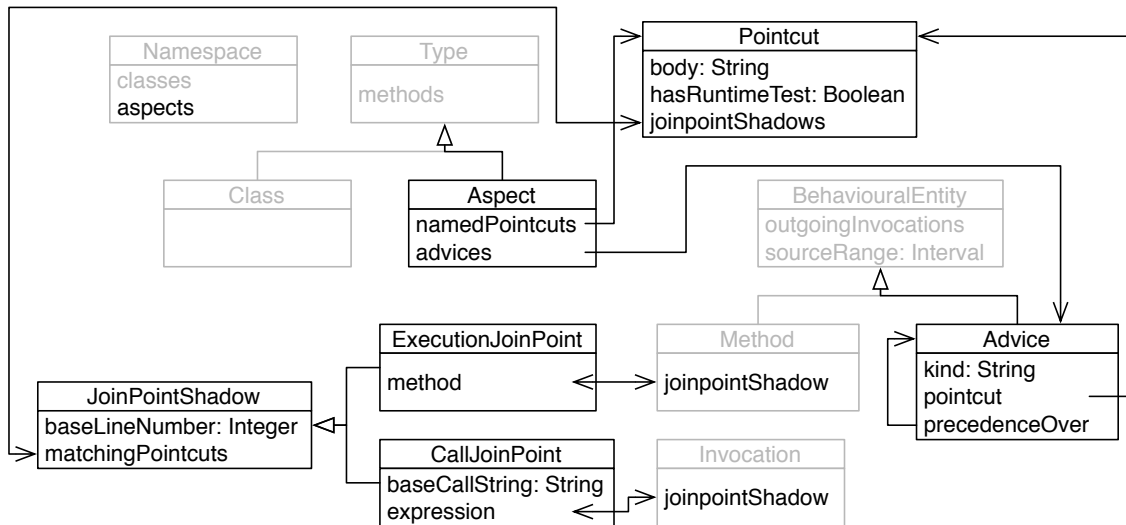 Namespace
classes
aspects
Type
methods
Pointcut
body: String
hasRuntimeTest: Boolean
joinpointShadows
Class
Aspect
namedPointcuts
advices
BehaviouralEntity
outgoingInvocations
sourceRange: Interval
ExecutionJoinPoint
method
Method
joinpointShadow
Advice
kind: String
pointcut
precedenceOver
JoinPointShadow
baseLineNumber: Integer
matchingPointcuts
CallJoinPoint
baseCallString: String
expression
Invocation
joinpointShadow